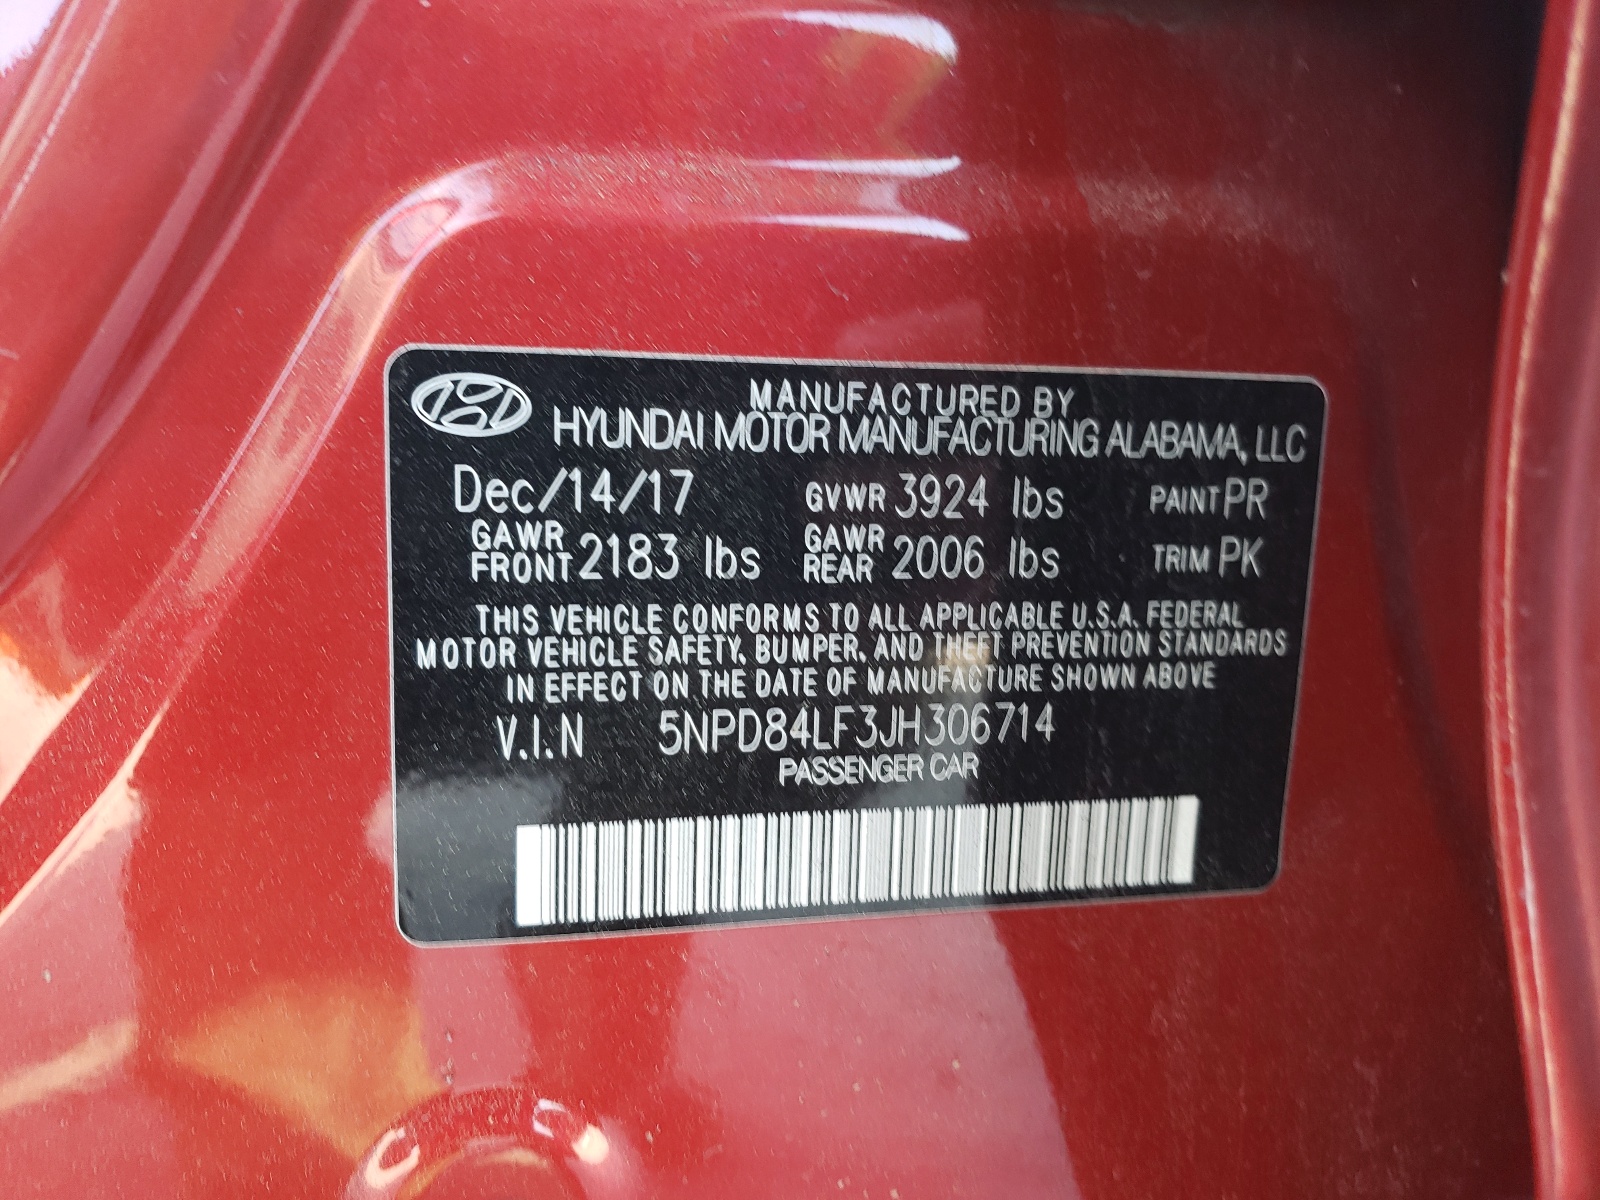 MANUFACTURED BY
HYUNDAI MOTOR MANUFACTURING ALABAMA, LLC
Dec/14/17 GVWR 3924 lbs PAINT PR
GAWR FRONT 2183 lbs GAWR REAR 2006 lbs TRIM PK
THIS VEHICLE CONFORMS TO ALL APPLICABLE U.S.A. FEDERAL
MOTOR VEHICLE SAFETY, BUMPER, AND THEFT PREVENTION STANDARDS
IN EFFECT ON THE DATE OF MANUFACTURE SHOWN ABOVE
V.I.N 5NPD84LF3JH306714
PASSENGER CAR